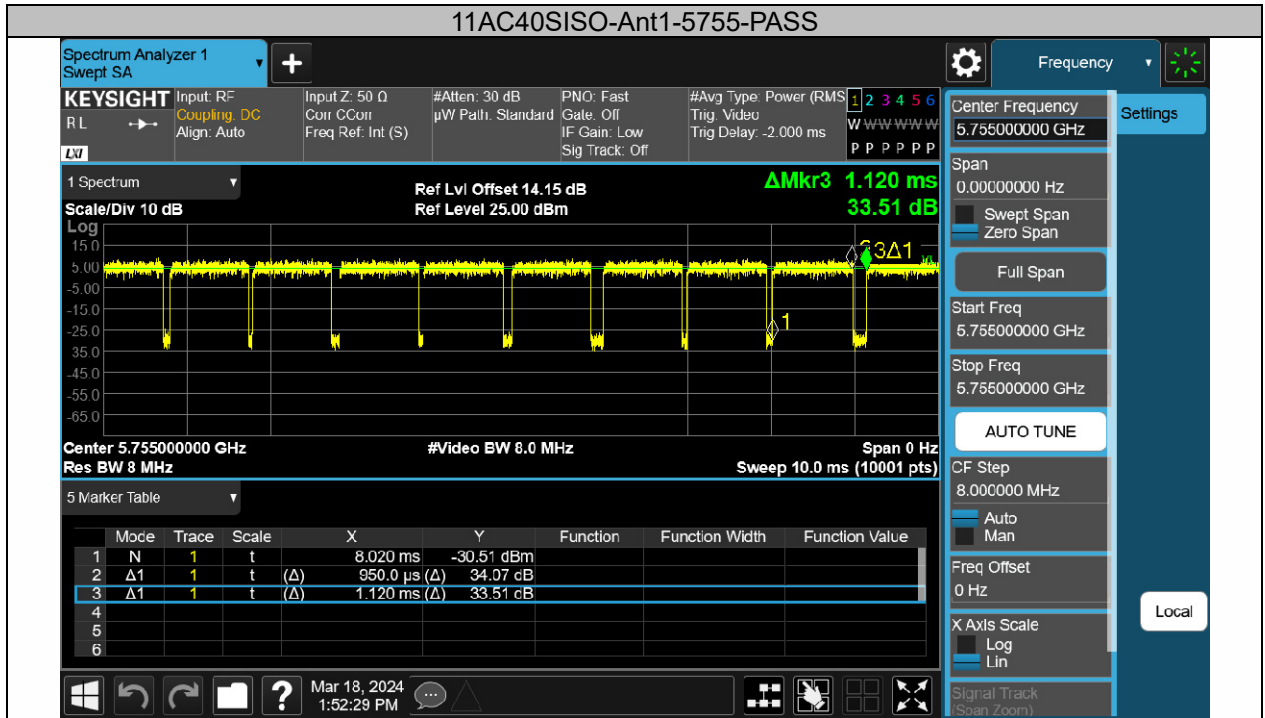 11AC40SISO-Ant1-5755-PASS
Spectrum Analyzer 1
Swept SA
Frequency
KEYSIGHT
RL
LXI
Input: RF
Coupling: DC
Align: Auto
Input Z: 50 Ω
Corr CCorr
Freq Ref: Int (S)
#Atten: 30 dB
µW Path: Standard
PNO: Fast
Gate: Off
IF Gain: Low
Sig Track: Off
#Avg Type: Power (RMS
Trig: Video
Trig Delay: -2.000 ms
1 2 3 4 5 6
W W W W W W
P P P P P P
1 Spectrum
Scale/Div 10 dB
Ref Lvl Offset 14.15 dB
Ref Level 25.00 dBm
ΔMkr3 1.120 ms
33.51 dB
Log
15.0
5.00
-5.00
-15.0
-25.0
-35.0
-45.0
-55.0
-65.0
3Δ1
1
Center 5.755000000 GHz
Res BW 8 MHz
#Video BW 8.0 MHz
Span 0 Hz
Sweep 10.0 ms (10001 pts)
5 Marker Table
Mode Trace Scale X Y Function Function Width Function Value
1 N 1 t 8.020 ms -30.51 dBm
2 Δ1 1 t (Δ) 950.0 µs (Δ) 34.07 dB
3 Δ1 1 t (Δ) 1.120 ms (Δ) 33.51 dB
4
5
6
Mar 18, 2024
1:52:29 PM
Center Frequency
5.755000000 GHz
Settings
Span
0.00000000 Hz
Swept Span
Zero Span
Full Span
Start Freq
5.755000000 GHz
Stop Freq
5.755000000 GHz
AUTO TUNE
CF Step
8.000000 MHz
Auto
Man
Freq Offset
0 Hz
X Axis Scale
Log
Lin
Local
Signal Track
(Span Zoom)